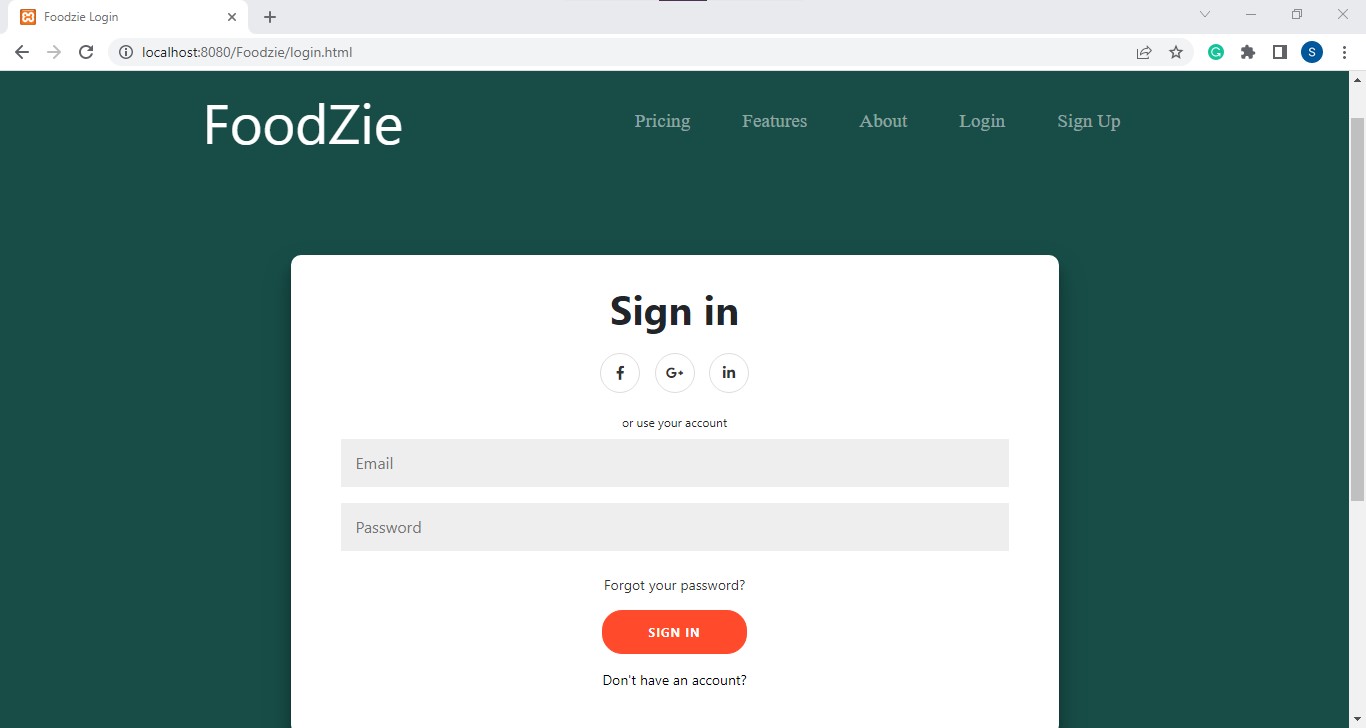 Foodzie Login
localhost:8080/Foodzie/login.html
S
FoodZie
Pricing Features About Login Sign Up
Sign in
f G+ in
or use your account
Email
Password
Forgot your password?
SIGN IN
Don't have an account?